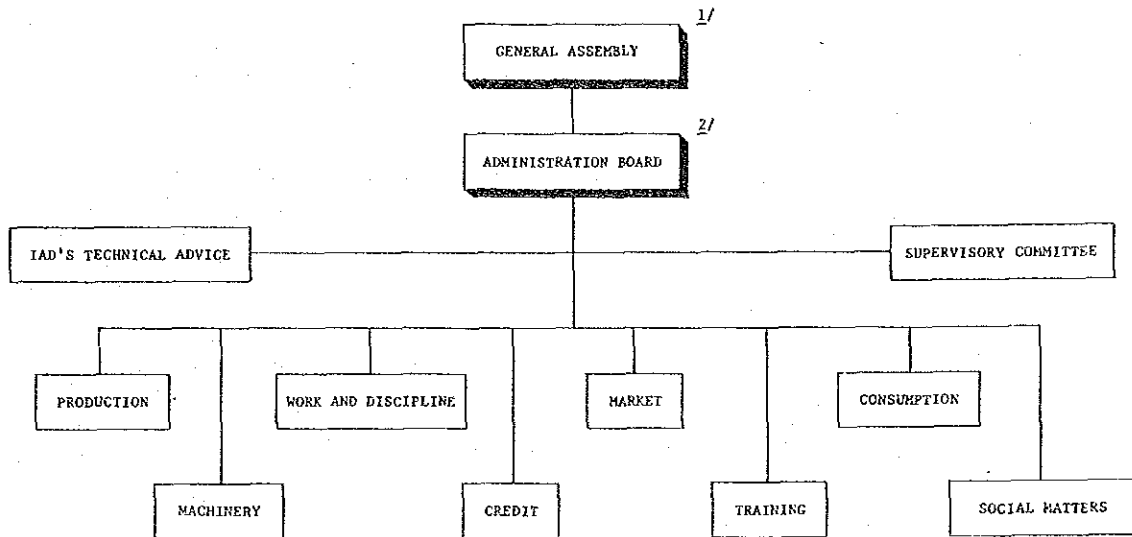 1/
GENERAL ASSEMBLY
2/
ADMINISTRATION BOARD
IAD'S TECHNICAL ADVICE
SUPERVISORY COMMITTEE
PRODUCTION
WORK AND DISCIPLINE
MARKET
CONSUMPTION
MACHINERY
CREDIT
TRAINING
SOCIAL MATTERS